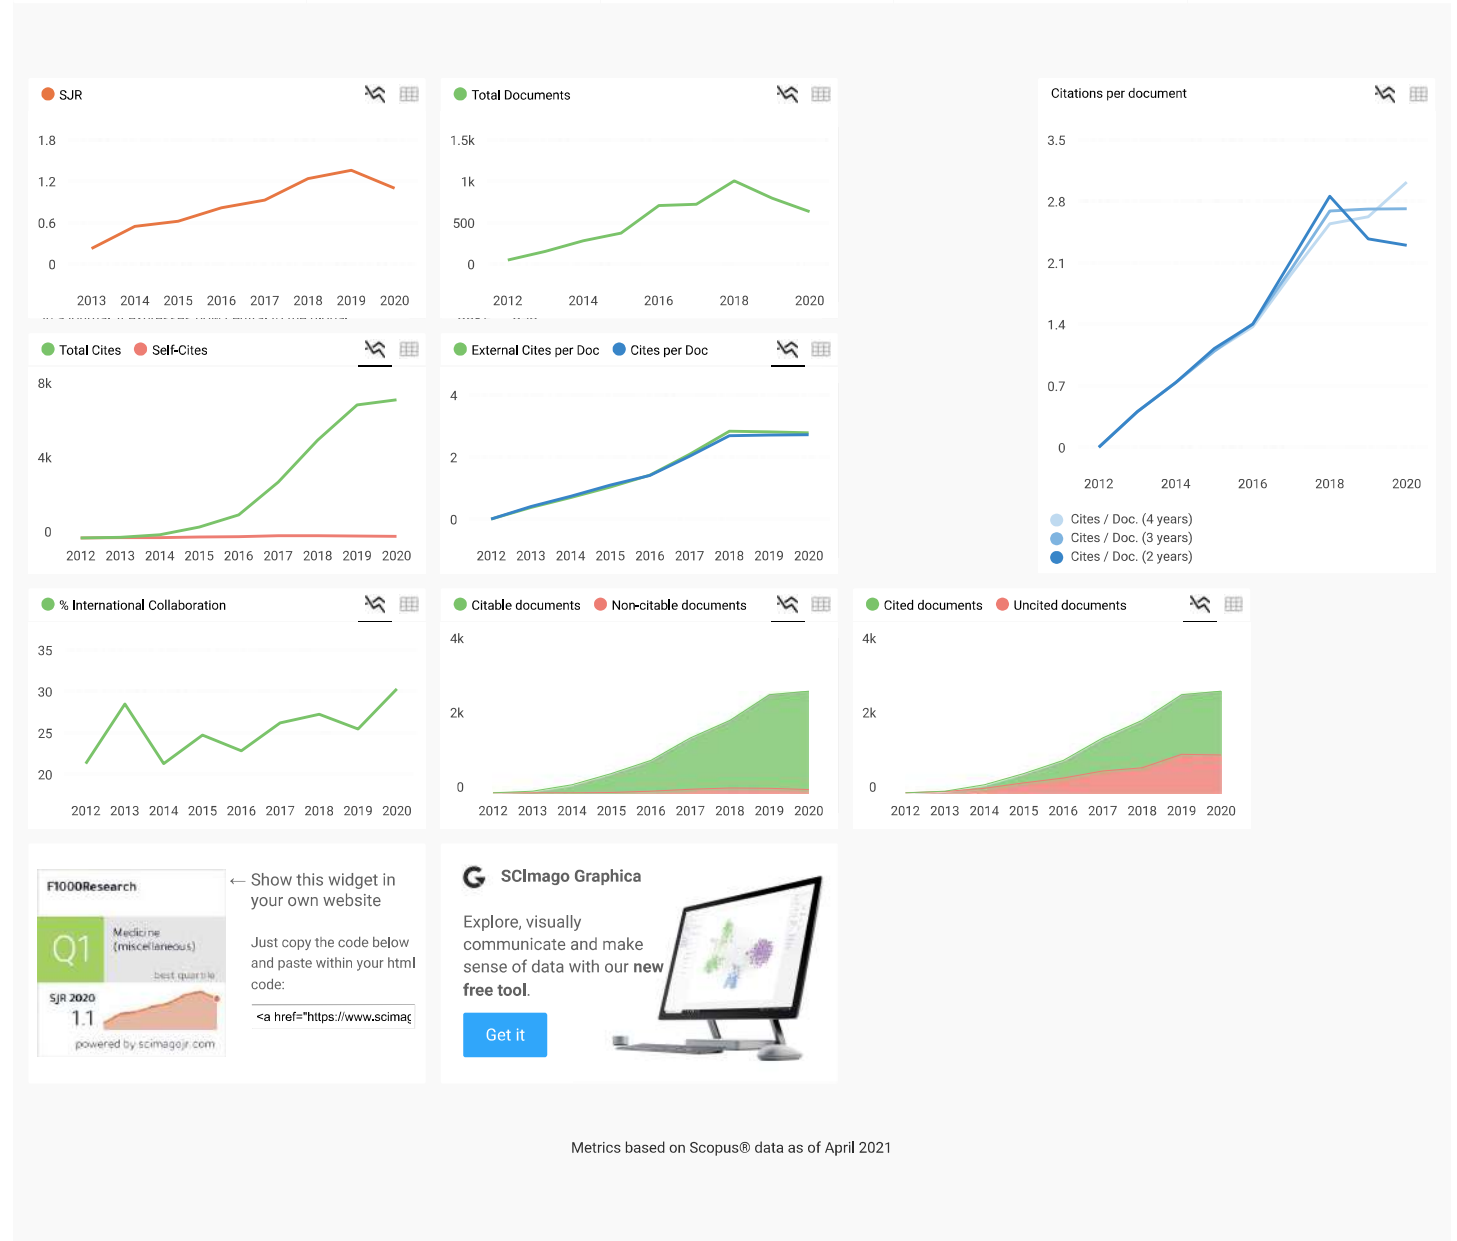 SJR
1.8
1.2
0.6
0
2013 2014 2015 2016 2017 2018 2019 2020
Total Documents
1.5k
1k
500
0
2012 2014 2016 2018 2020
Citations per document
3.5
2.8
2.1
1.4
0.7
0
2012 2014 2016 2018 2020
Cites / Doc. (4 years)
Cites / Doc. (3 years)
Cites / Doc. (2 years)
Total Cites Self-Cites
8k
4k
0
2012 2013 2014 2015 2016 2017 2018 2019 2020
External Cites per Doc Cites per Doc
4
2
0
2012 2013 2014 2015 2016 2017 2018 2019 2020
% International Collaboration
35
30
25
20
2012 2013 2014 2015 2016 2017 2018 2019 2020
Citable documents Non-citable documents
4k
2k
0
2012 2013 2014 2015 2016 2017 2018 2019 2020
Cited documents Uncited documents
4k
2k
0
2012 2013 2014 2015 2016 2017 2018 2019 2020
F1000Research
Q1
Medicine
(miscellaneous)
best quartile
SJR 2020
1.1
powered by scimagojr.com
← Show this widget in
your own website
Just copy the code below
and paste within your html
code:
<a href="https://www.scimag
SCImago Graphica
Explore, visually
communicate and make
sense of data with our new
free tool.
Get it
Metrics based on Scopus® data as of April 2021